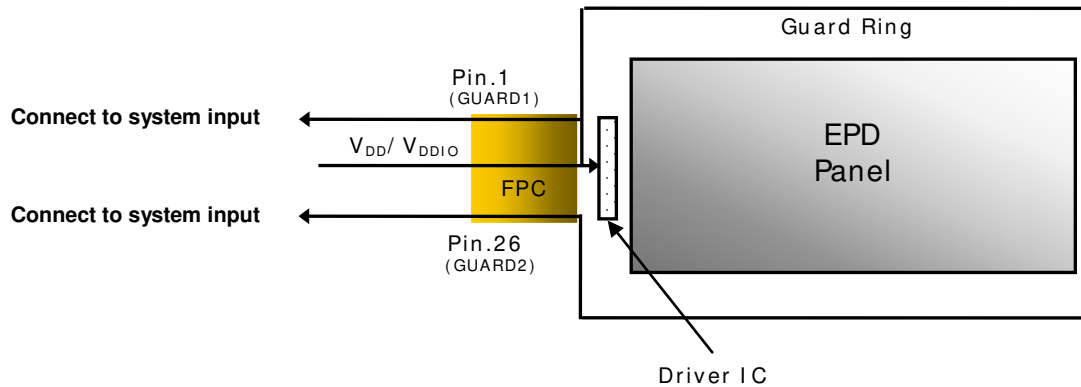 Guard Ring
Pin.1
(GUARD1)
Connect to system input
EPD
Panel
VDD/ VDDIO
FPC
Connect to system input
Pin.26
(GUARD2)
Driver IC